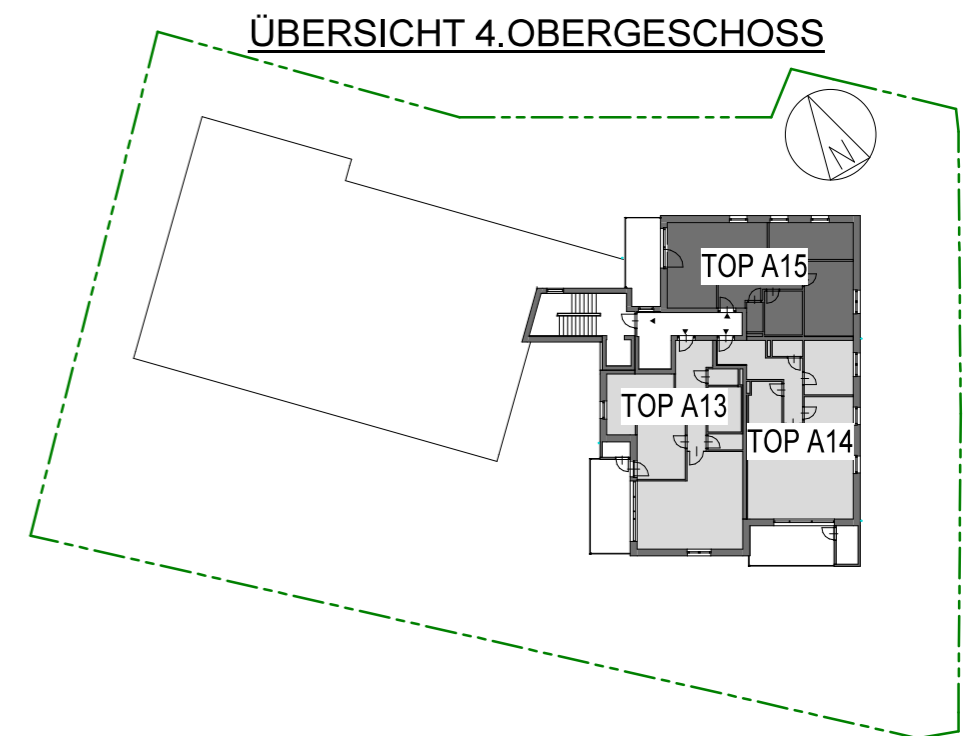 ÜBERSICHT 4.OBERGESCHOSS
N
TOP A15
TOP A13
TOP A14